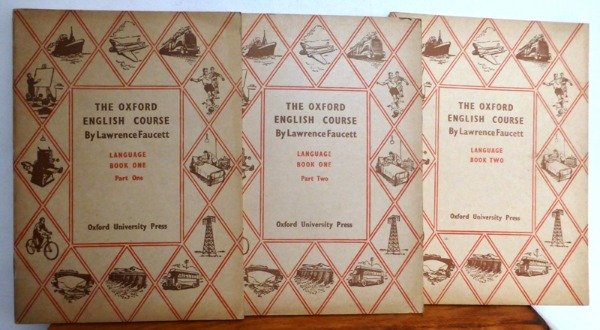 THE OXFORD
ENGLISH COURSE
By Lawrence Faucett
LANGUAGE
BOOK ONE
Part One
Oxford University Press
THE OXFORD
ENGLISH COURSE
By Lawrence Faucett
LANGUAGE
BOOK ONE
Part Two
Oxford University Press
THE OXFORD
ENGLISH COURSE
By Lawrence Faucett
LANGUAGE
BOOK TWO
Oxford University Press